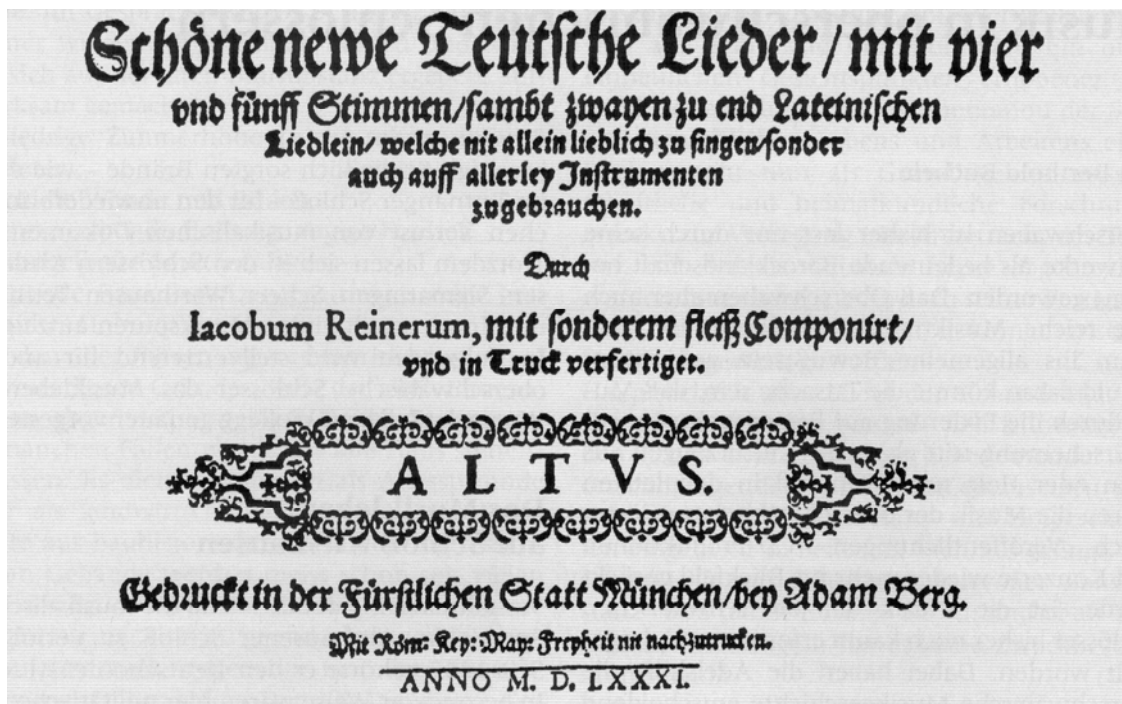 Schöne newe Teutsche Lieder/ mit vier
vnd fünff Stimmen/ sambt zwayen zu end Lateinischen
Liedlein/ welche nit allein lieblich zu singen/ sonder
auch auff allerley Instrumenten
zugebrauchen.
Durch
Iacobum Reinerum, mit sonderem fleiß Componirt/
vnd in Truck verfertiget.
ALTVS.
Gedruckt in der Fürstlichen Statt München/ bey Adam Berg.
Mit Röm: Key: May: Freyheit nit nachzutrucken.
ANNO M. D. LXXXI.